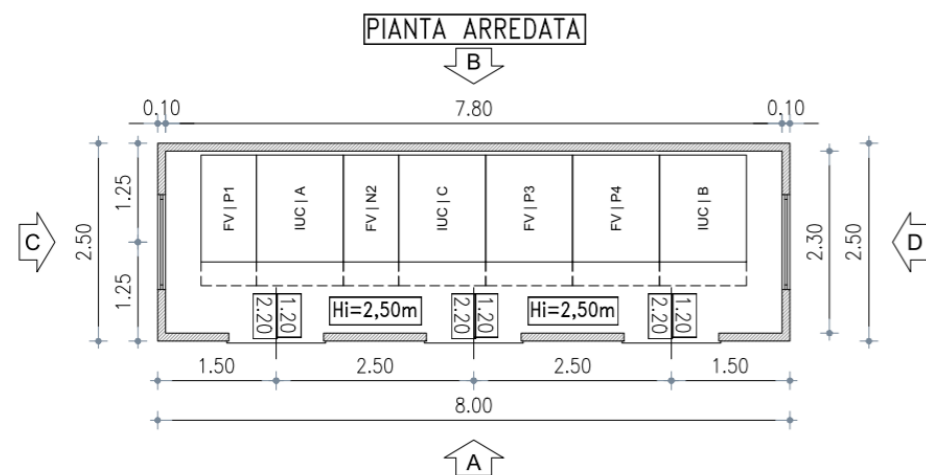 PIANTA ARREDATA
B
0.10
7.80
0.10
2.50
1.25
1.25
C
FV | P1
IUC | A
FV | N2
IUC | C
FV | P3
FV | P4
IUC | B
2.30
2.50
D
1.20
2.20
Hi=2,50m
1.20
2.20
Hi=2,50m
1.20
2.20
1.50
2.50
2.50
1.50
8.00
A